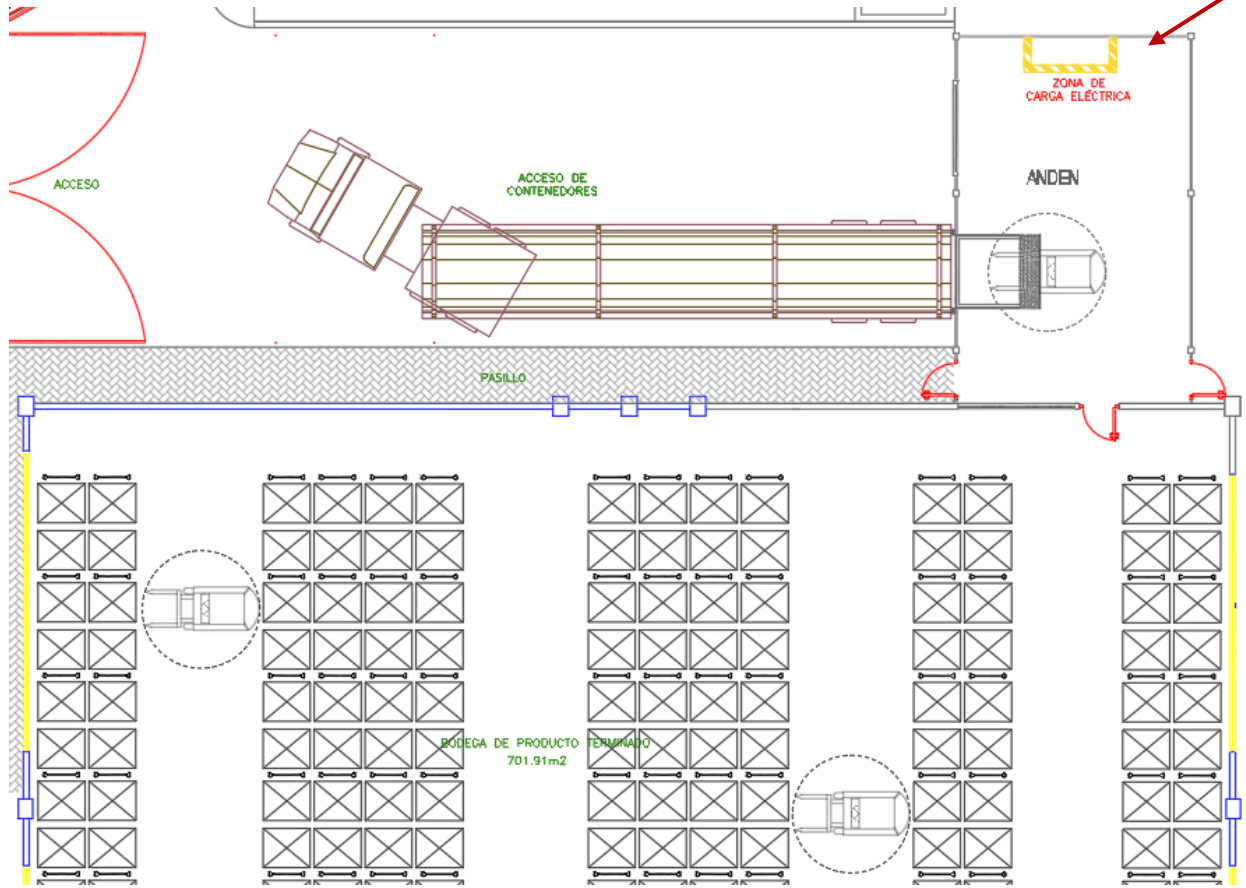 ZONA DE
CARGA ELÉCTRICA
ANDEN
ACCESO
ACCESO DE
CONTENEDORES
PASILLO
BODEGA DE PRODUCTO TERMINADO
701.91m2